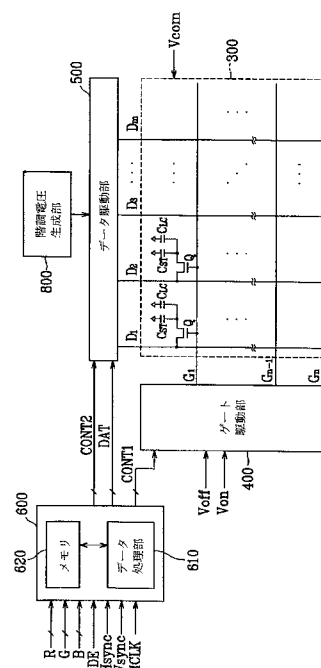 800
階調電圧
生成部
500
データ駆動部
600
620
メモリ
データ
処理部
610
R
G
B
DE
Hsync
Vsync
MCLK
CONT2
DAT
CONT1
D1
D2
D3
Dm
CST
CLC
Q
CST
CLC
Q
Vcom
300
G1
Gn-1
Gn
ゲート
駆動部
400
Voff
Von